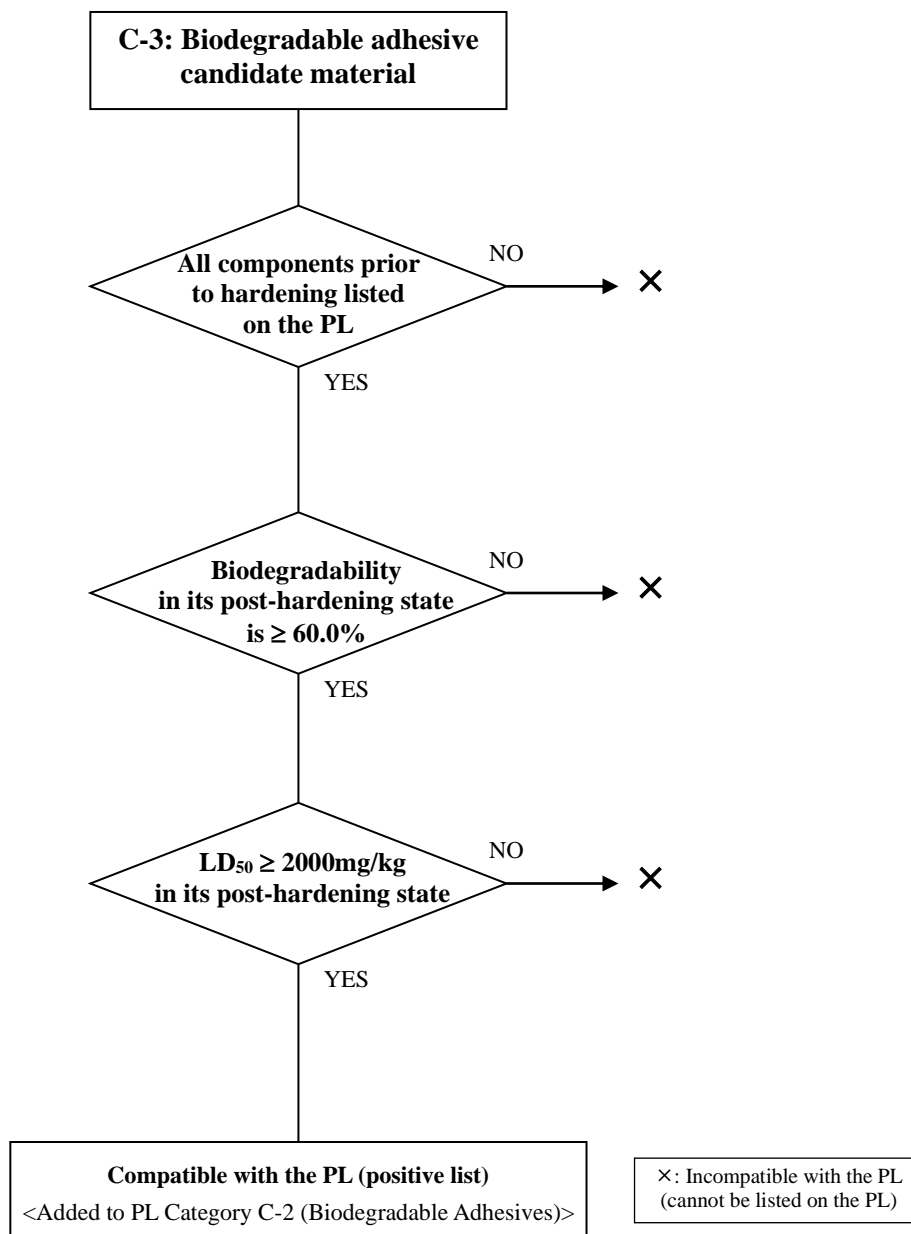 C-3: Biodegradable adhesive
candidate material
All components prior
to hardening listed
on the PL
NO
×
YES
Biodegradability
in its post-hardening state
is ≥ 60.0%
NO
×
YES
LD₅₀ ≥ 2000mg/kg
in its post-hardening state
NO
×
YES
Compatible with the PL (positive list)
<Added to PL Category C-2 (Biodegradable Adhesives)>
×: Incompatible with the PL
(cannot be listed on the PL)